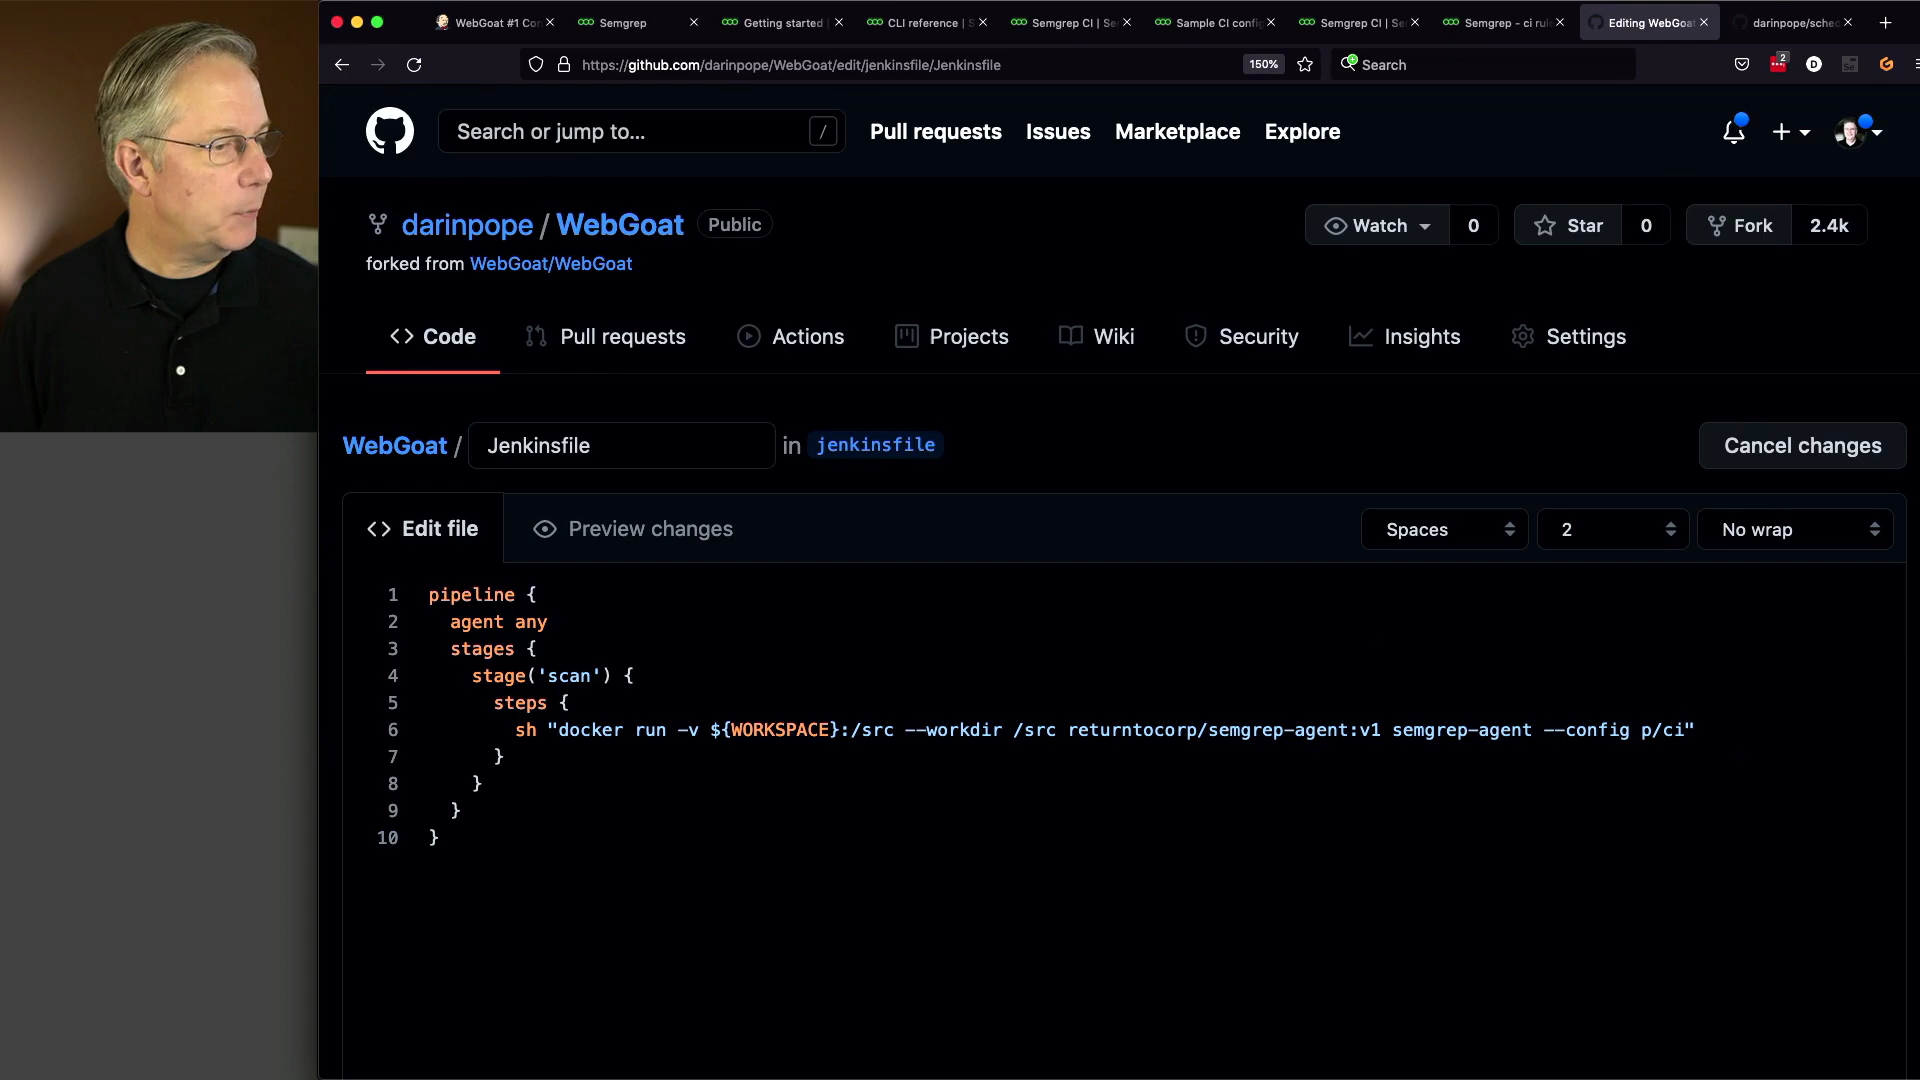 WebGoat #1 Con
Semgrep
Getting started
CLI reference | S
Semgrep CI | Se
Sample CI config
Semgrep CI | Se
Semgrep - ci rule
Editing WebGoat
darinpope/sche
https://github.com/darinpope/WebGoat/edit/jenkinsfile/Jenkinsfile
150%
Search
2
Search or jump to...
/
Pull requests
Issues
Marketplace
Explore
darinpope / WebGoat
Public
Watch
0
Star
0
Fork
2.4k
forked from WebGoat/WebGoat
Code
Pull requests
Actions
Projects
Wiki
Security
Insights
Settings
WebGoat / Jenkinsfile in jenkinsfile
Cancel changes
<> Edit file
Preview changes
Spaces
2
No wrap
1 pipeline {
2 agent any
3 stages {
4 stage('scan') {
5 steps {
6 sh "docker run -v ${WORKSPACE}:/src --workdir /src returntocorp/semgrep-agent:v1 semgrep-agent --config p/ci"
7 }
8 }
9 }
10 }